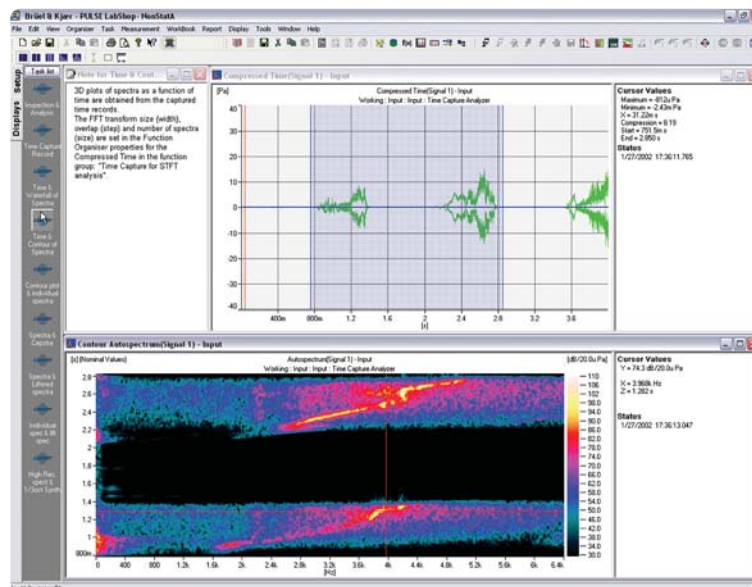 Brüel & Kjær - PULSE LabShop - NonStatA
File Edit View Organiser Task Measurement WorkBook Report Display Tools Window Help
Setup
Displays
Task list
Inspection & Analysis
Time Capture Record
Time & Waterfall of Spectra
Time & Contour of Spectra
Contour plot & Individual spectra
Spectra &
Spectra & Liftered spectra
Individual spec & IR spec
High Res. spect &
Note for Time & Cont...
3D plots of spectra as a function of
time are obtained from the captured
time records.
The FFT transform size (width),
overlap (step) and number of spectra
(size) are set in the Function
Organiser properties for the
Compressed Time in the function
group: "Time Capture for STFT
analysis".
Compressed Time(Signal 1) - Input
[Pa]
Compressed Time(Signal 1) - Input
Working : Input : Input : Time Capture Analyzer
40
30
20
10
0
-10
-20
-30
-40
400m 800m 1.2 1.6 2 2.4 2.8 3.2 3.6
[s]
Cursor Values
Maximum = -812u Pa
Minimum = -2.43m Pa
X = 31.22m s
Compression = 8.19
Start = 751.5m s
End = 2.850 s
Status
1/27/2002 17:36:11.765
Contour Autospectrum(Signal 1) - Input
[s] (Nominal Values)
Autospectrum(Signal 1) - Input
Working : Input : Input : Time Capture Analyzer
[dB/20.0u Pa]
2.8
2.6
2.4
2.2
2
1.8
1.6
1.4
1.2
1
800m
0 400 800 1.2k 1.6k 2k 2.4k 2.8k 3.2k 3.6k 4k 4.4k 4.8k 5.2k 5.6k 6k 6.4k
[Hz]
110
106
102
98.0
94.0
90.0
86.0
82.0
78.0
74.0
70.0
66.0
62.0
58.0
54.0
50.0
46.0
42.0
38.0
34.0
30.0
Cursor Values
Y = 74.3 dB/20.0u Pa
X = 3.968k Hz
Z = 1.282 s
Status
1/27/2002 17:36:13.047